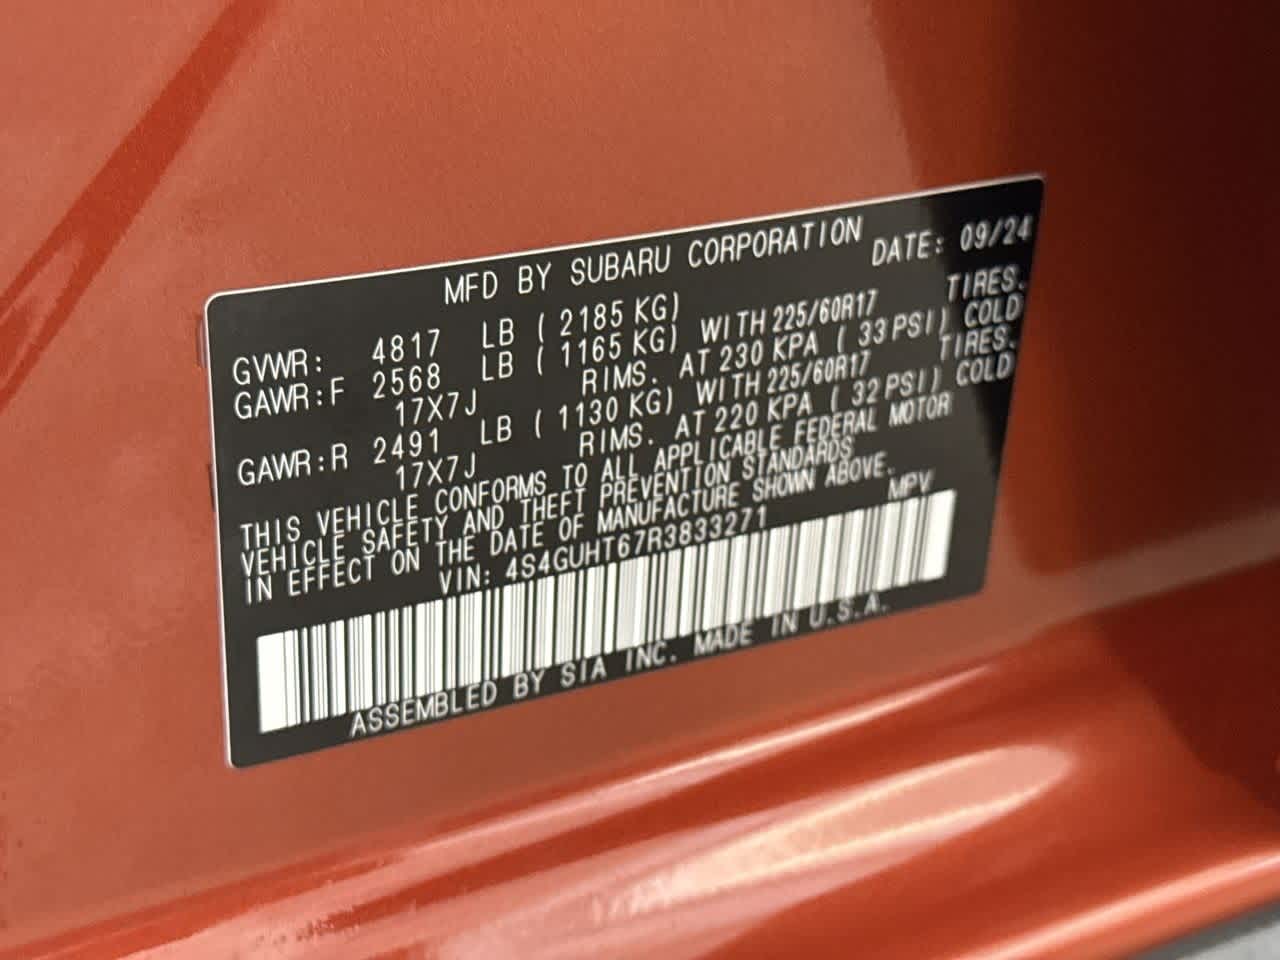 MFD BY SUBARU CORPORATION DATE: 09/24
GVWR: 4817 LB ( 2185 KG)
GAWR:F 2568 LB ( 1165 KG) WITH 225/60R17 TIRES.
17X7J RIMS. AT 230 KPA ( 33 PSI) COLD
GAWR:R 2491 LB ( 1130 KG) WITH 225/60R17 TIRES.
17X7J RIMS. AT 220 KPA ( 32 PSI) COLD
THIS VEHICLE CONFORMS TO ALL APPLICABLE FEDERAL MOTOR
VEHICLE SAFETY AND THEFT PREVENTION STANDARDS
IN EFFECT ON THE DATE OF MANUFACTURE SHOWN ABOVE.
VIN: 4S4GUHT67R3833271 MPV
ASSEMBLED BY SIA INC. MADE IN U.S.A.